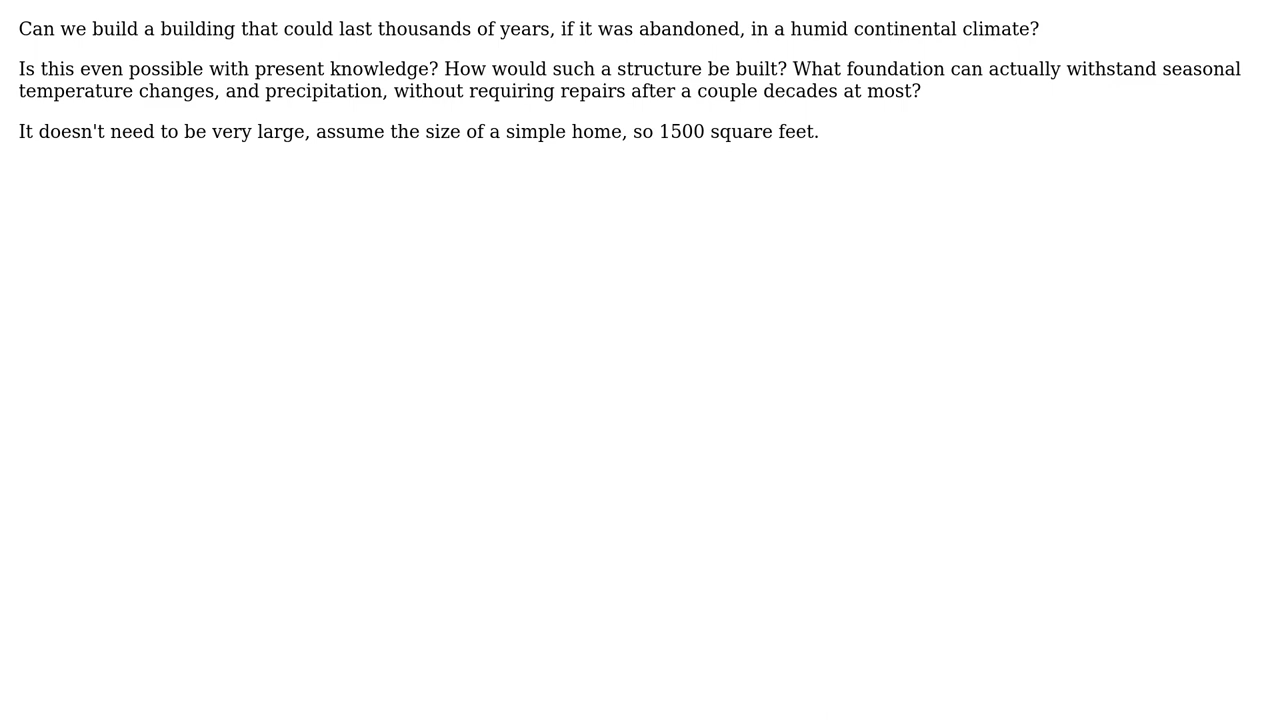 Can we build a building that could last thousands of years, if it was abandoned, in a humid continental climate?
Is this even possible with present knowledge? How would such a structure be built? What foundation can actually withstand seasonal
temperature changes, and precipitation, without requiring repairs after a couple decades at most?
It doesn't need to be very large, assume the size of a simple home, so 1500 square feet.